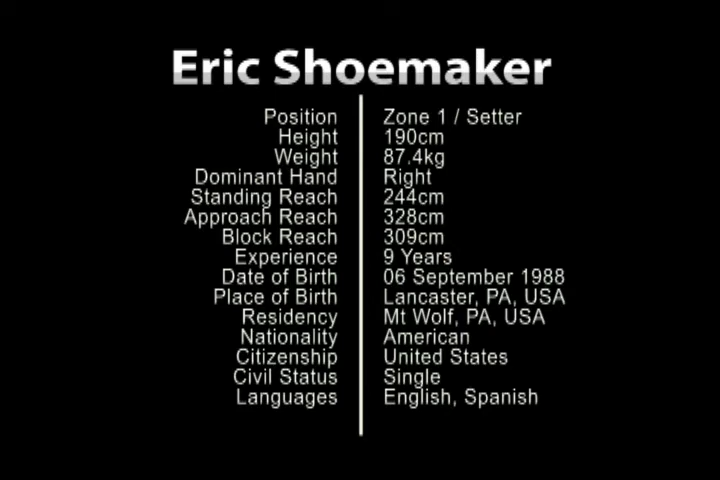 Eric Shoemaker
Position Zone 1 / Setter
Height 190cm
Weight 87.4kg
Dominant Hand Right
Standing Reach 244cm
Approach Reach 328cm
Block Reach 309cm
Experience 9 Years
Date of Birth 06 September 1988
Place of Birth Lancaster, PA, USA
Residency Mt Wolf, PA, USA
Nationality American
Citizenship United States
Civil Status Single
Languages English, Spanish